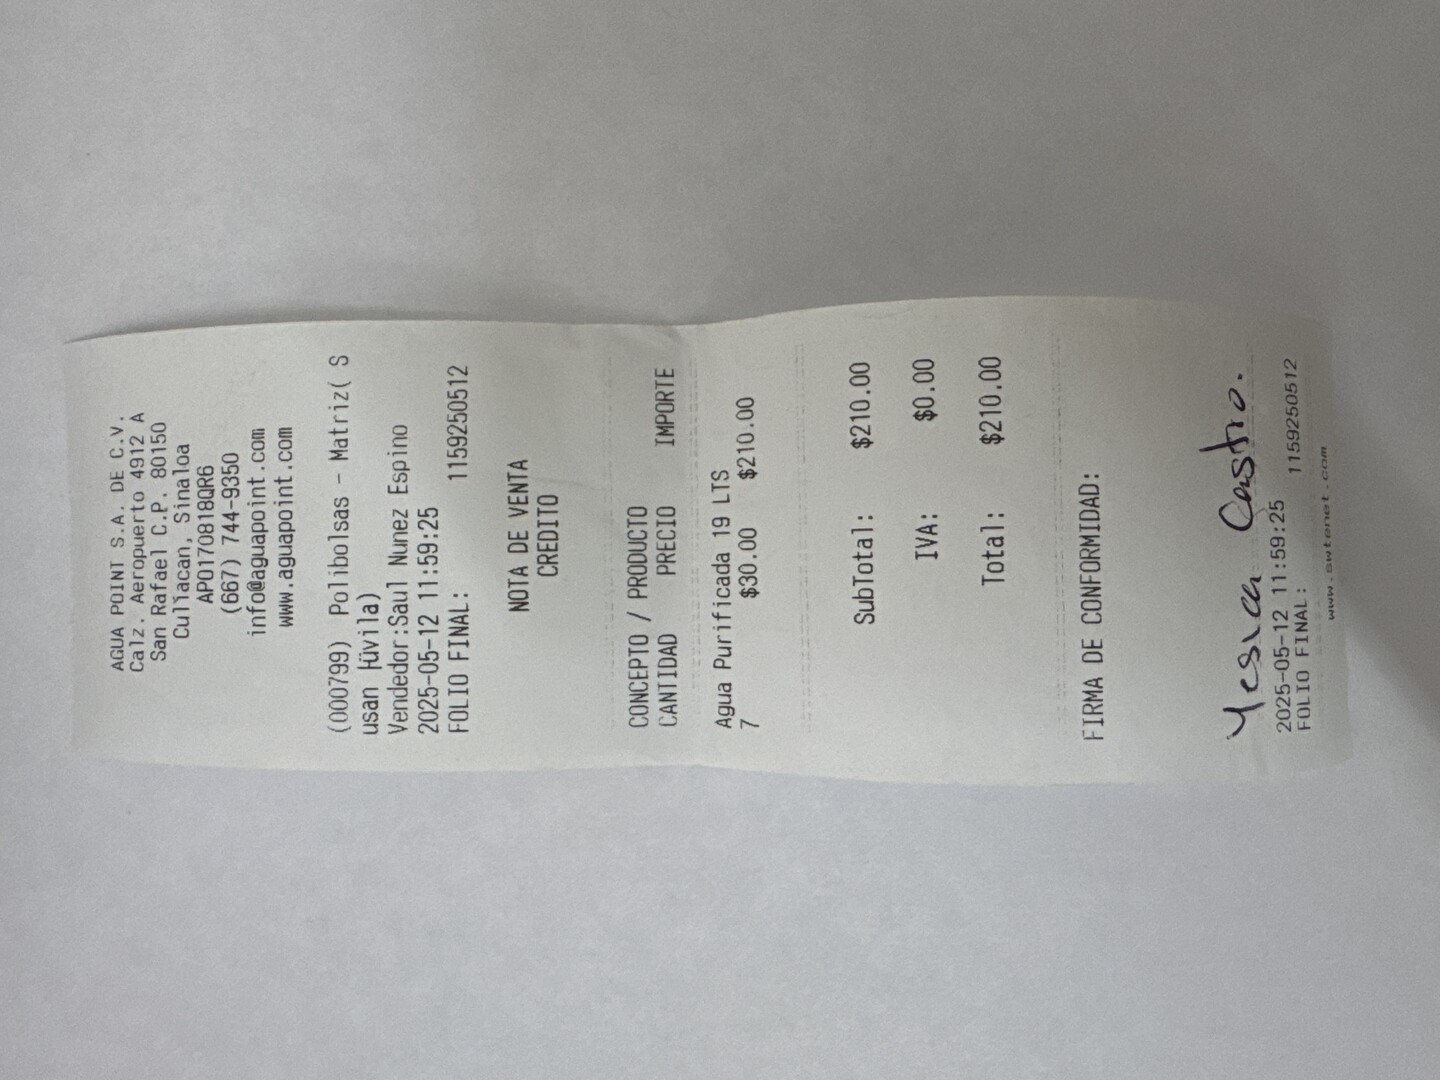 AGUA POINT S.A. DE C.V.
Calz. Aeropuerto 4912 A
San Rafael C.P. 80150
Culiacan, Sinaloa
APO170818QR6
(667) 744-9350
info@aguapoint.com
www.aguapoint.com
(000799) Polibolsas - Matriz( S
usan Hüvila)
Vendedor:Saul Nunez Espino
2025-05-12 11:59:25
FOLIO FINAL: 1159250512
NOTA DE VENTA
CREDITO
CONCEPTO / PRODUCTO
CANTIDAD PRECIO IMPORTE
Agua Purificada 19 LTS
7 $30.00 $210.00
SubTotal: $210.00
IVA: $0.00
Total: $210.00
FIRMA DE CONFORMIDAD:
Yesica Castro.
2025-05-12 11:59:25
FOLIO FINAL: 1159250512
www.swtenet.com